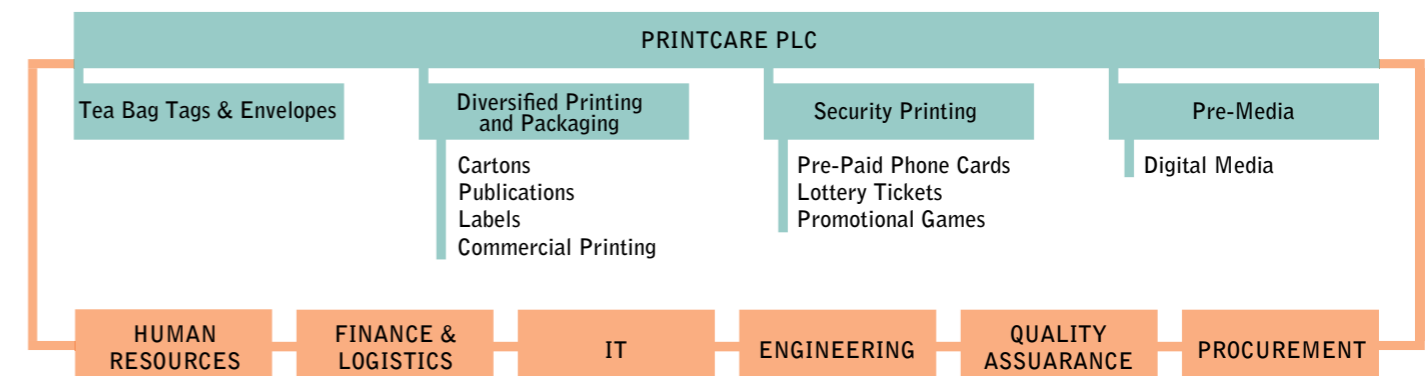 PRINTCARE PLC
Tea Bag Tags & Envelopes
Diversified Printing
and Packaging
Cartons
Publications
Labels
Commercial Printing
Security Printing
Pre-Paid Phone Cards
Lottery Tickets
Promotional Games
Pre-Media
Digital Media
HUMAN
RESOURCES
FINANCE &
LOGISTICS
IT
ENGINEERING
QUALITY
ASSUARANCE
PROCUREMENT